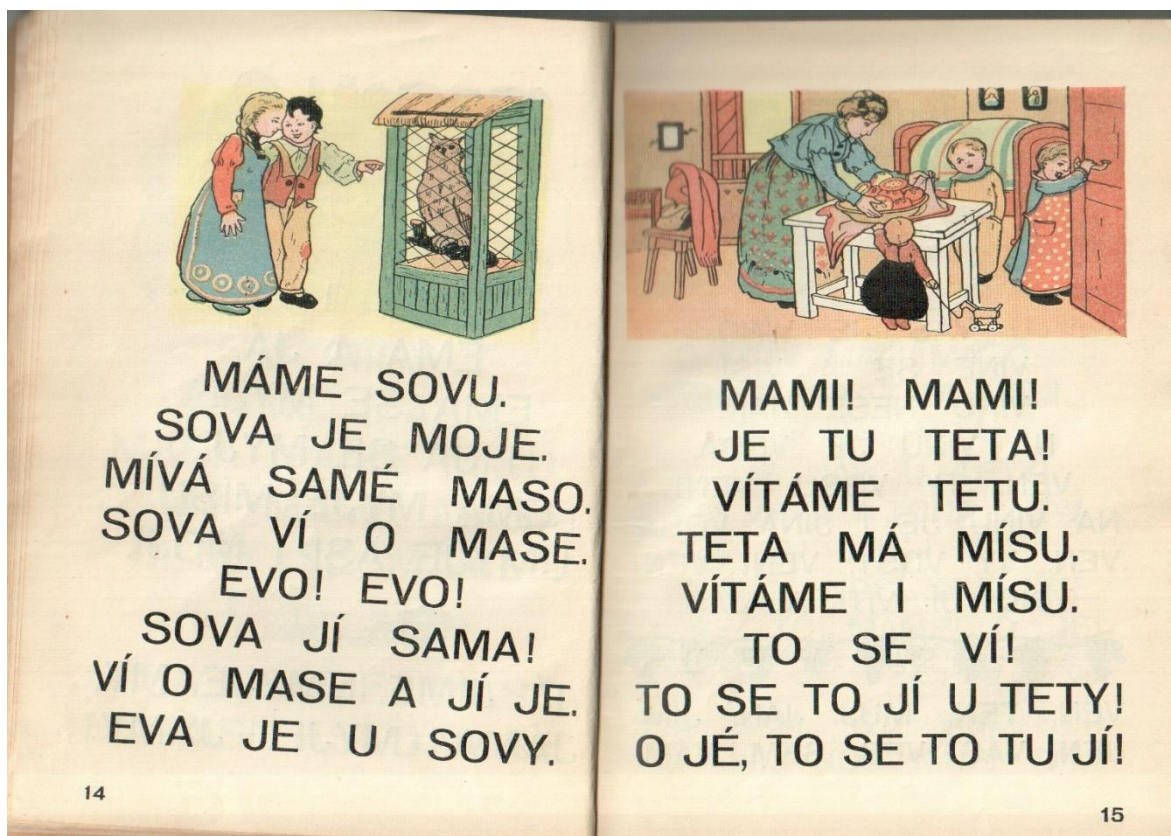 MÁME SOVU.
SOVA JE MOJE.
MÍVÁ SAMÉ MASO.
SOVA VÍ O MASE.
EVO! EVO!
SOVA JÍ SAMA!
VÍ O MASE A JÍ JE.
EVA JE U SOVY.
14
MAMI! MAMI!
JE TU TETA!
VÍTÁME TETU.
TETA MÁ MÍSU.
VÍTÁME I MÍSU.
TO SE VÍ!
TO SE TO JÍ U TETY!
O JÉ, TO SE TO TU JÍ!
15